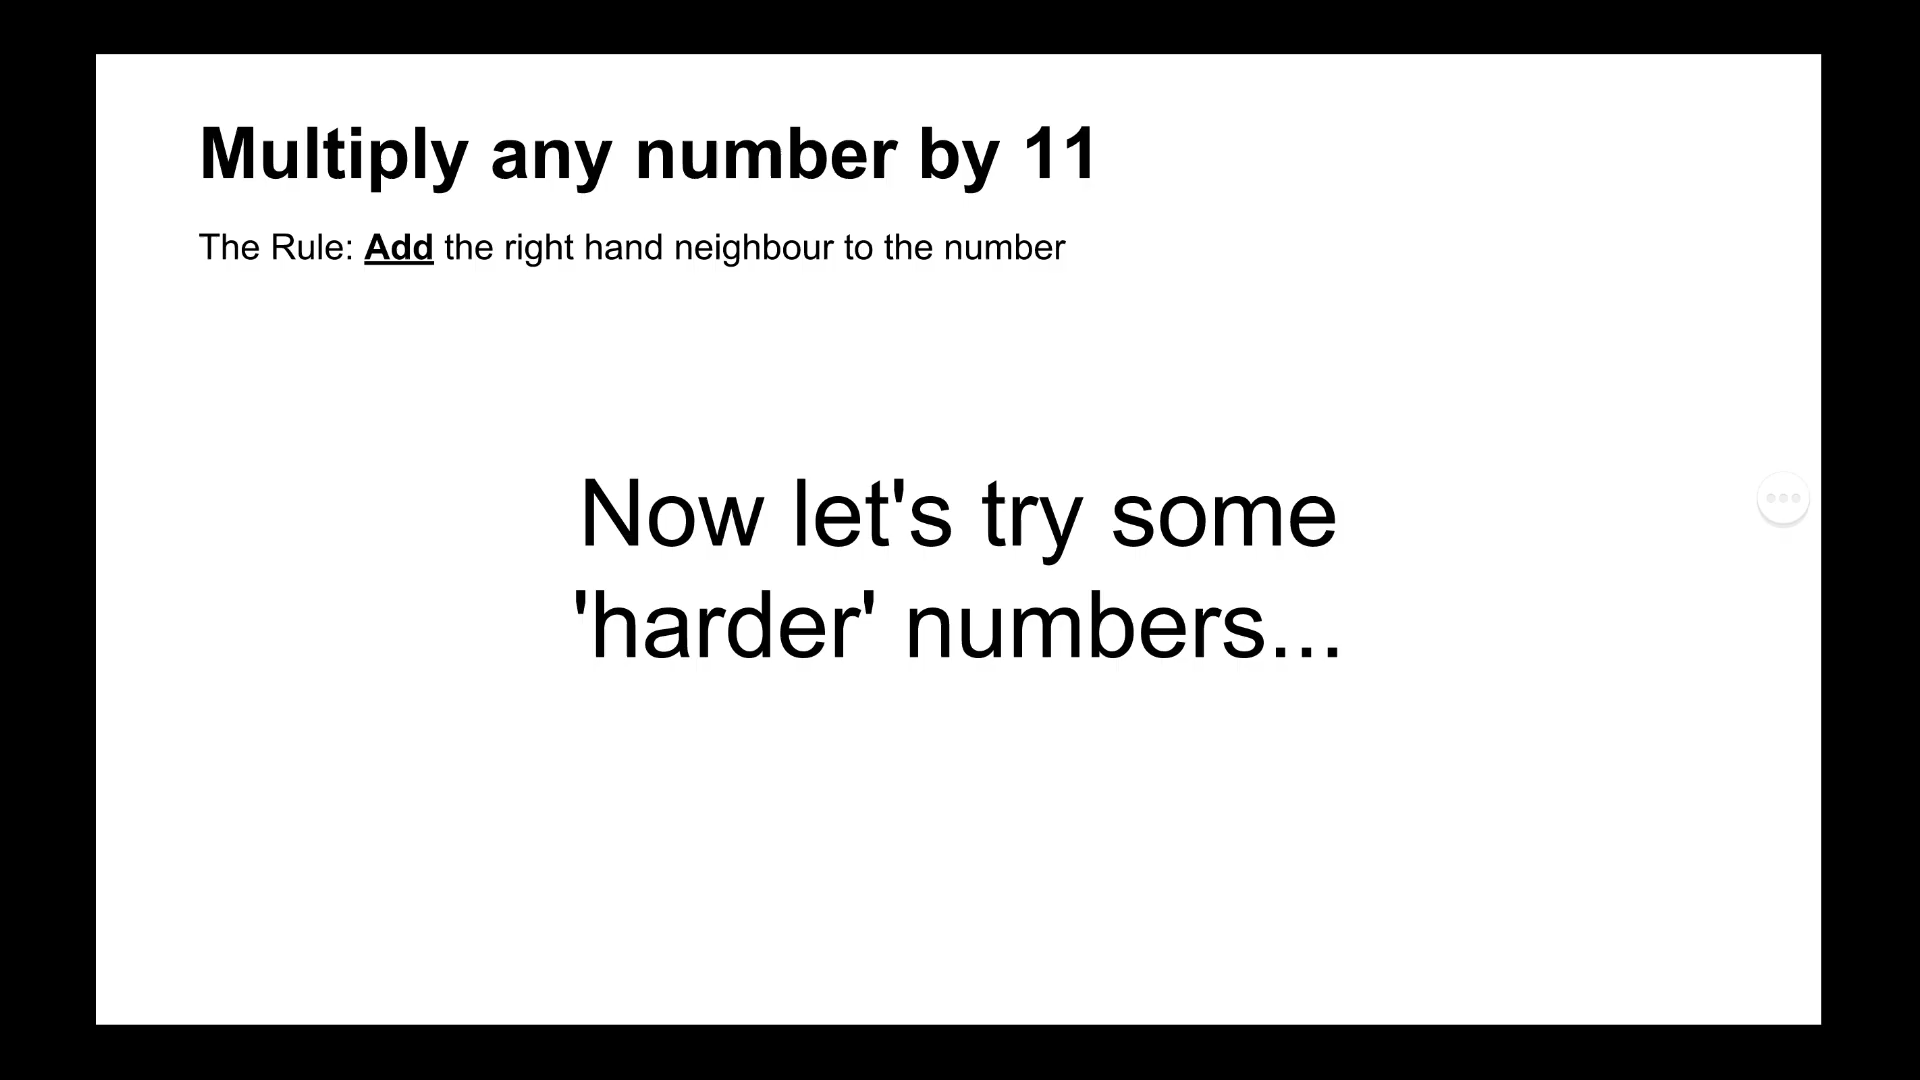 Multiply any number by 11
The Rule: Add the right hand neighbour to the number
Now let's try some
'harder' numbers...